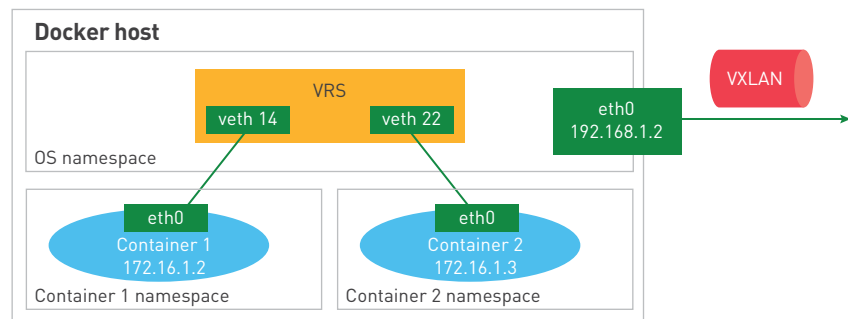 Docker host
VRS
veth 14
veth 22
OS namespace
eth0
192.168.1.2
VXLAN
eth0
Container 1
172.16.1.2
Container 1 namespace
eth0
Container 2
172.16.1.3
Container 2 namespace